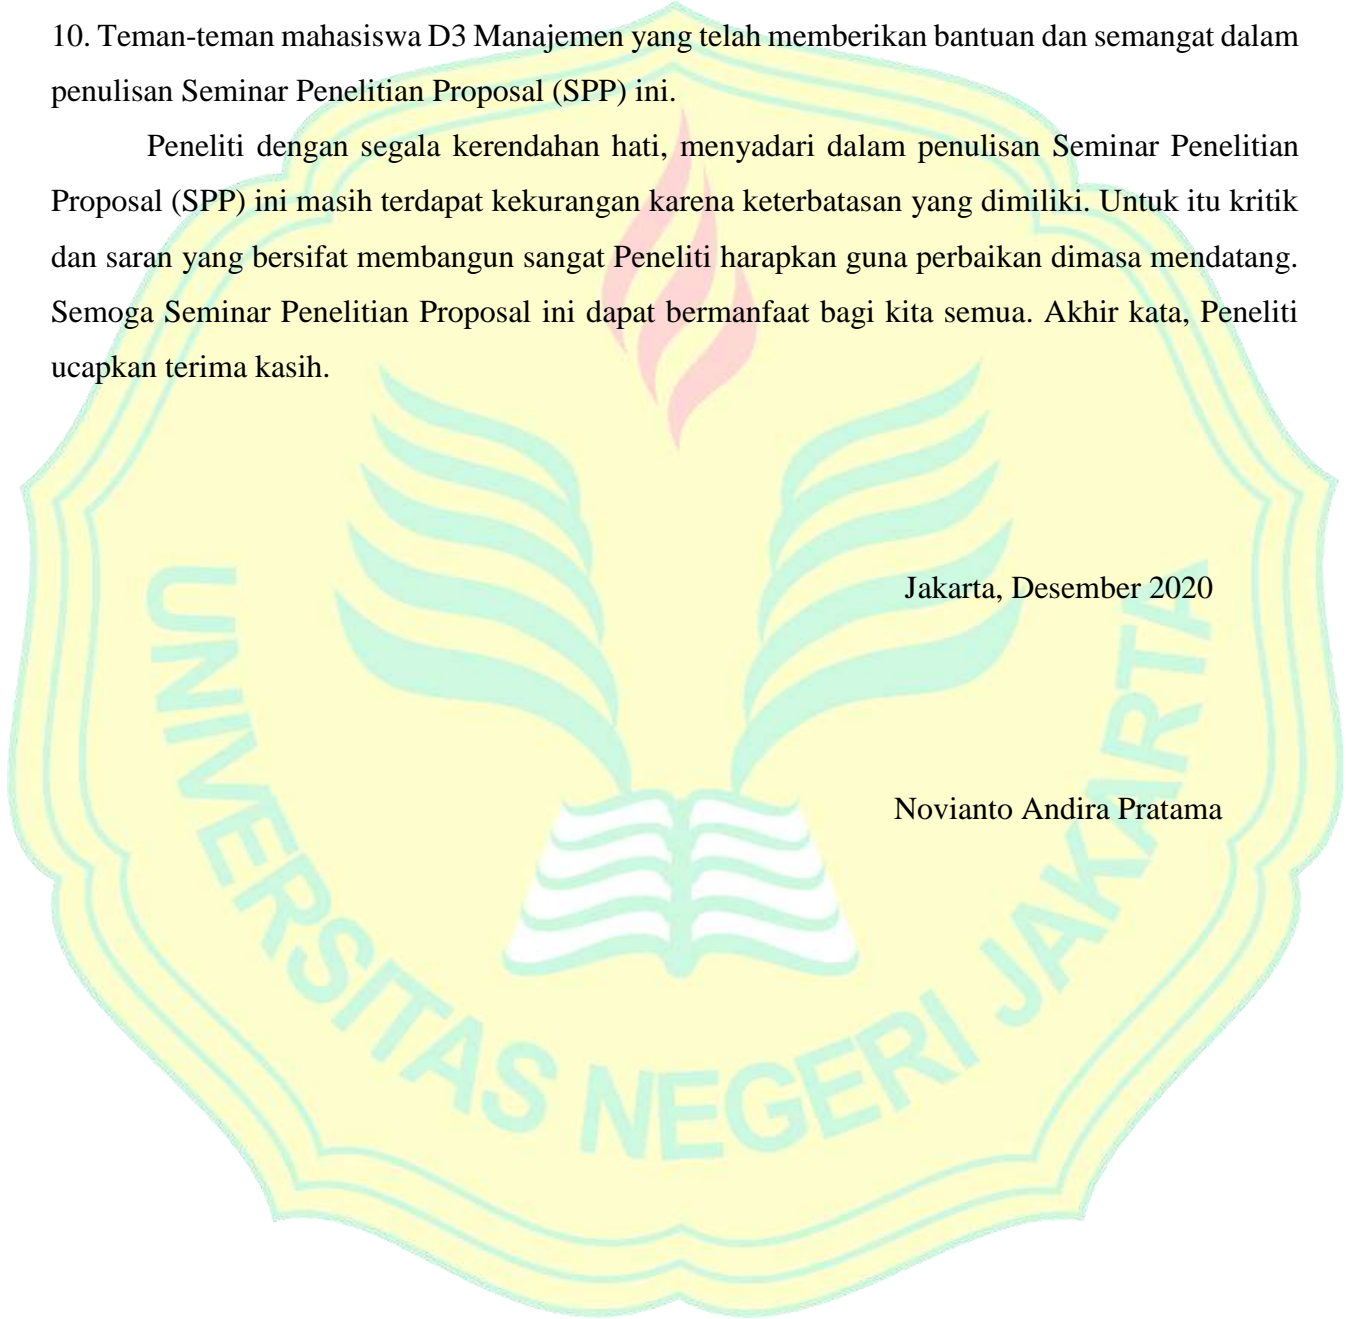 10. Teman-teman mahasiswa D3 Manajemen yang telah memberikan bantuan dan semangat dalam
penulisan Seminar Penelitian Proposal (SPP) ini.
Peneliti dengan segala kerendahan hati, menyadari dalam penulisan Seminar Penelitian
Proposal (SPP) ini masih terdapat kekurangan karena keterbatasan yang dimiliki. Untuk itu kritik
dan saran yang bersifat membangun sangat Peneliti harapkan guna perbaikan dimasa mendatang.
Semoga Seminar Penelitian Proposal ini dapat bermanfaat bagi kita semua. Akhir kata, Peneliti
ucapkan terima kasih.
Jakarta, Desember 2020
Novianto Andira Pratama
UNIVERSITAS NEGERI JAKARTA